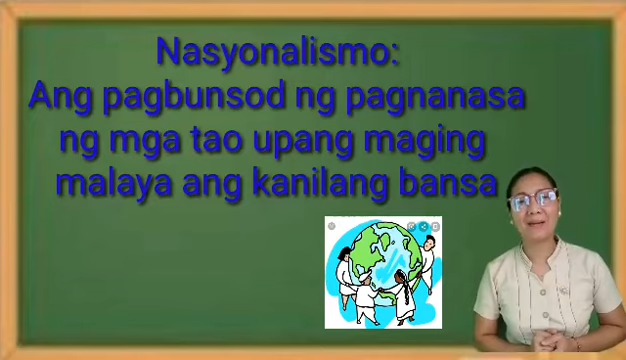 Nasyonalismo:
Ang pagbunsod ng pagnanasa
ng mga tao upang maging
malaya ang kanilang bansa